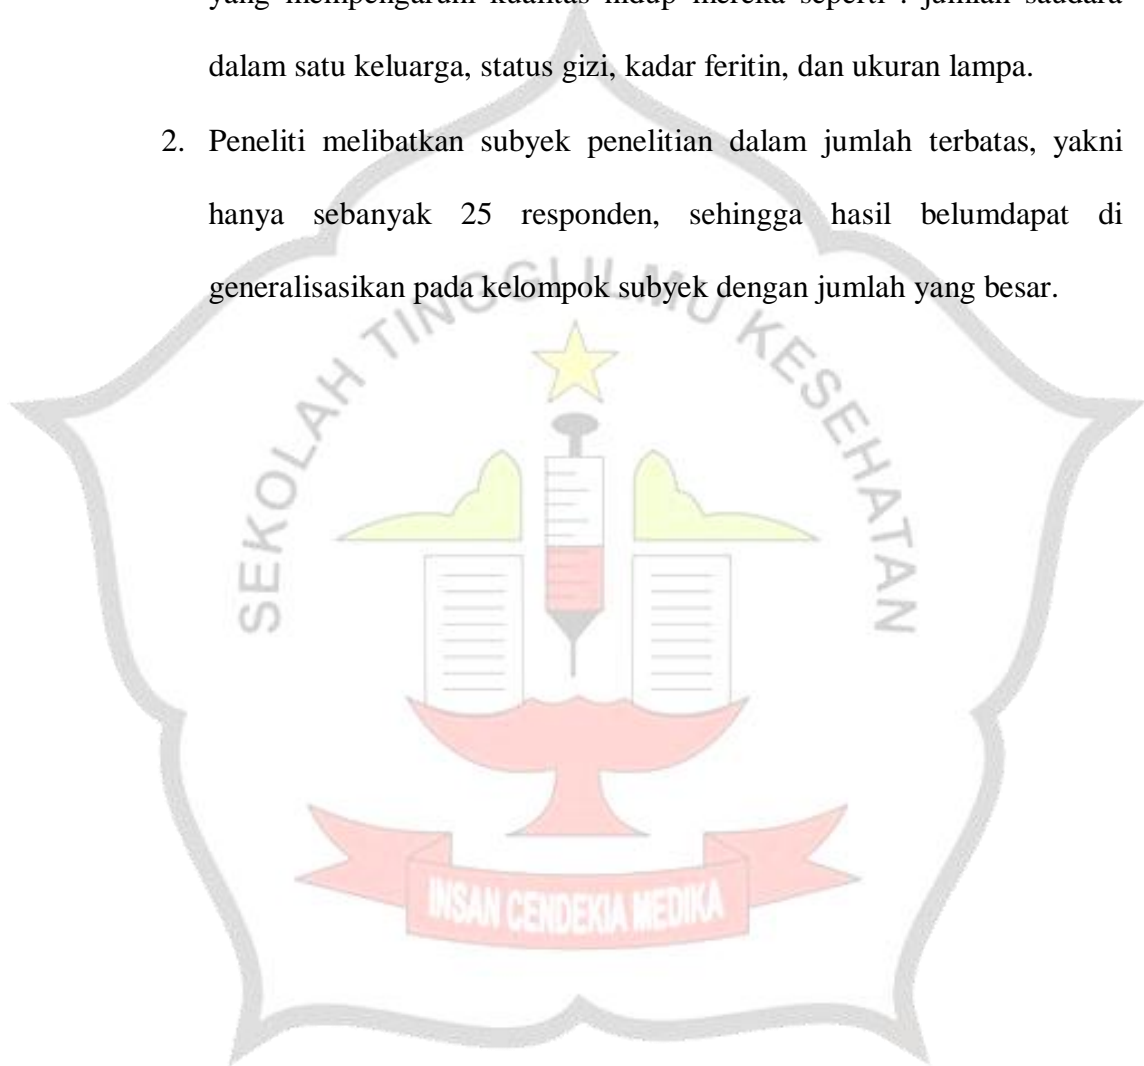 yang mempengaruhi kualitas hidup mereka seperti : jumlah saudara
dalam satu keluarga, status gizi, kadar feritin, dan ukuran lampa.
2. Peneliti melibatkan subyek penelitian dalam jumlah terbatas, yakni
hanya sebanyak 25 responden, sehingga hasil belumdapat di
generalisasikan pada kelompok subyek dengan jumlah yang besar.
SEKOLAH TINGGI ILMU KESEHATAN
INSAN CENDEKIA MEDIKA